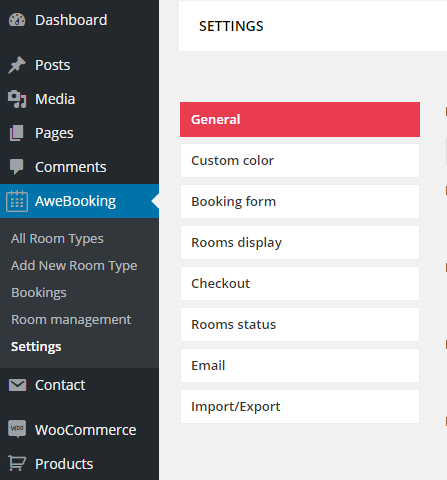 Dashboard
Posts
Media
Pages
Comments
AweBooking
All Room Types
Add New Room Type
Bookings
Room management
Settings
Contact
WooCommerce
Products
SETTINGS
General
Custom color
Booking form
Rooms display
Checkout
Rooms status
Email
Import/Export